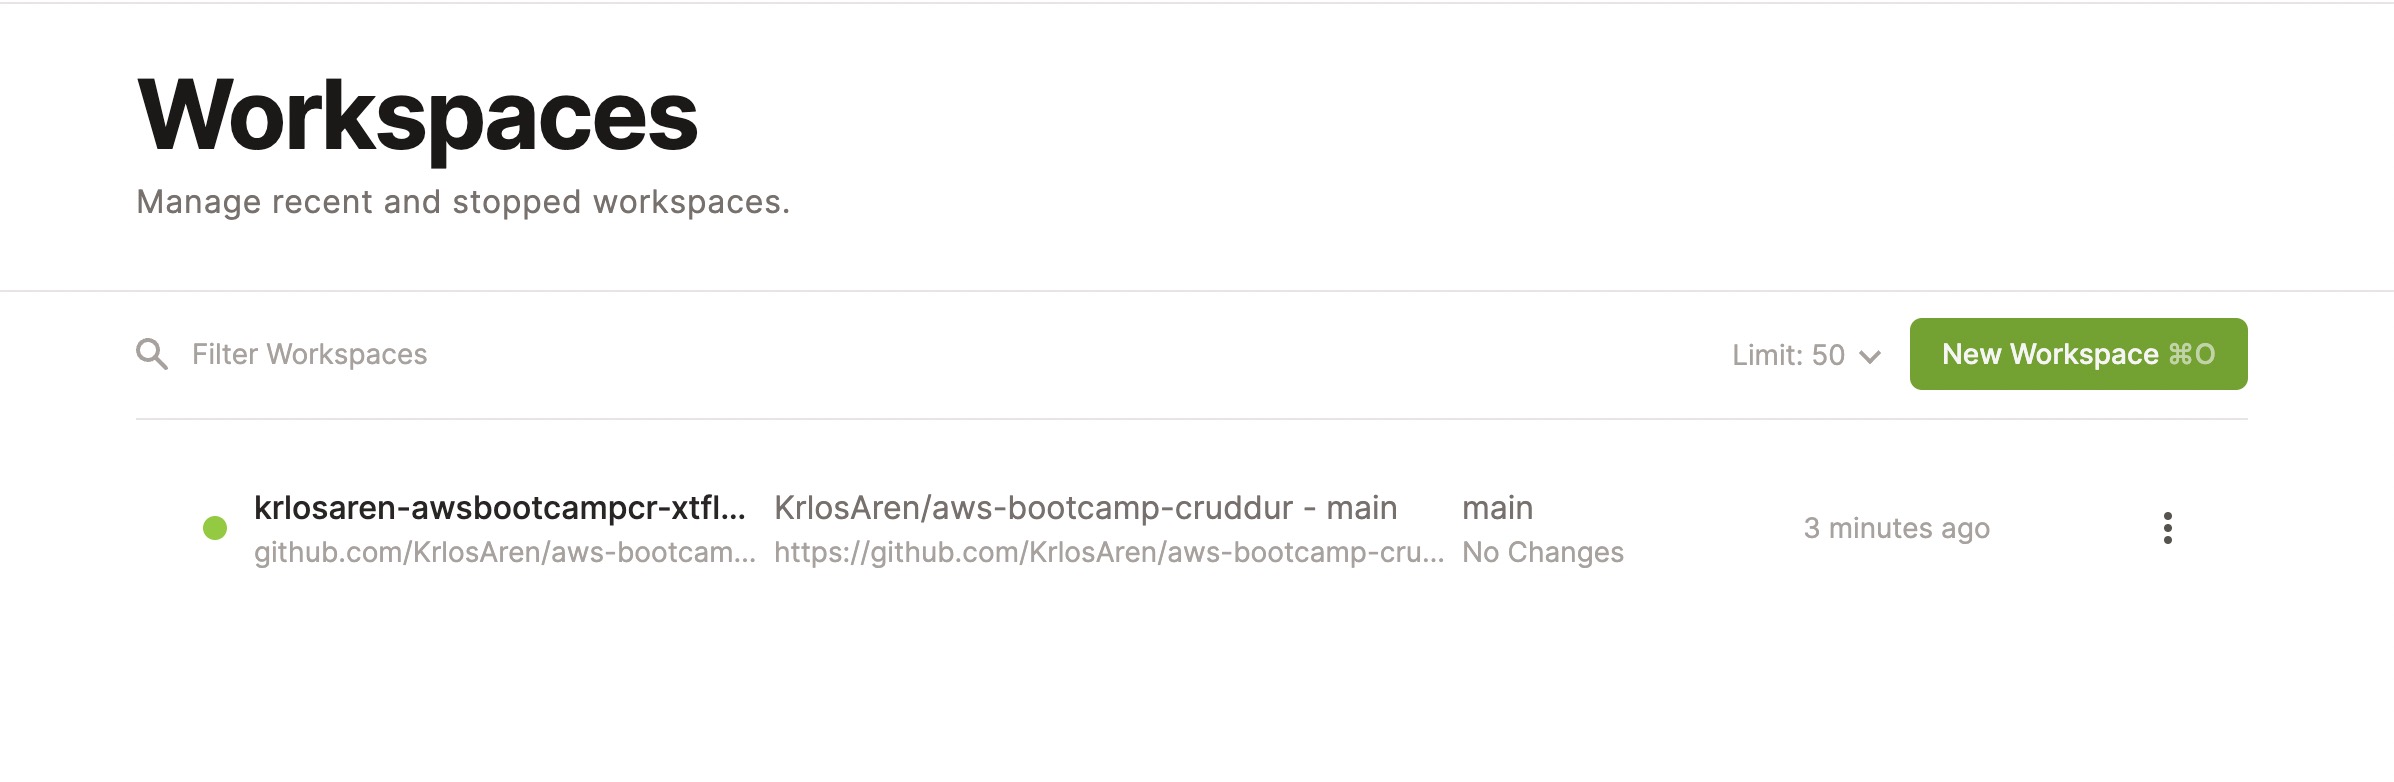 Workspaces
Manage recent and stopped workspaces.
Filter Workspaces
Limit: 50
New Workspace ⌘O
krlosaren-awsbootcampcr-xtfl...
github.com/KrlosAren/aws-bootcam...
KrlosAren/aws-bootcamp-cruddur - main
https://github.com/KrlosAren/aws-bootcamp-cru...
main
No Changes
3 minutes ago